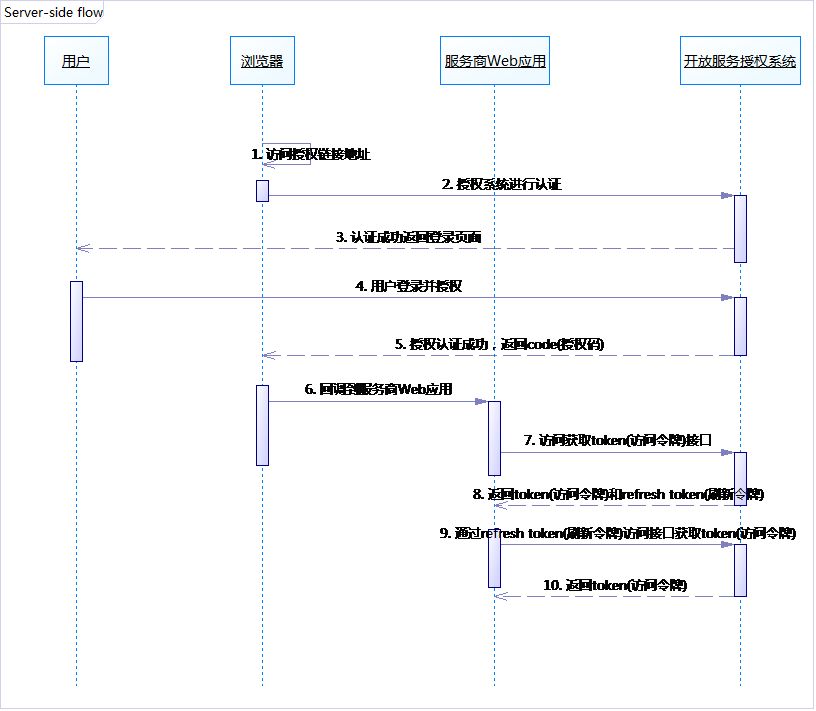 Server-side flow
用户
浏览器
服务商Web应用
开放服务授权系统
1. 访问授权链接地址
2. 授权系统进行认证
3. 认证成功返回登录页面
4. 用户登录并授权
5. 授权认证成功，返回code(授权码)
6. 回调到服务商Web应用
7. 访问获取token(访问令牌)接口
8. 返回token(访问令牌)和refresh token(刷新令牌)
9. 通过refresh token(刷新令牌)访问接口获取token(访问令牌)
10. 返回token(访问令牌)